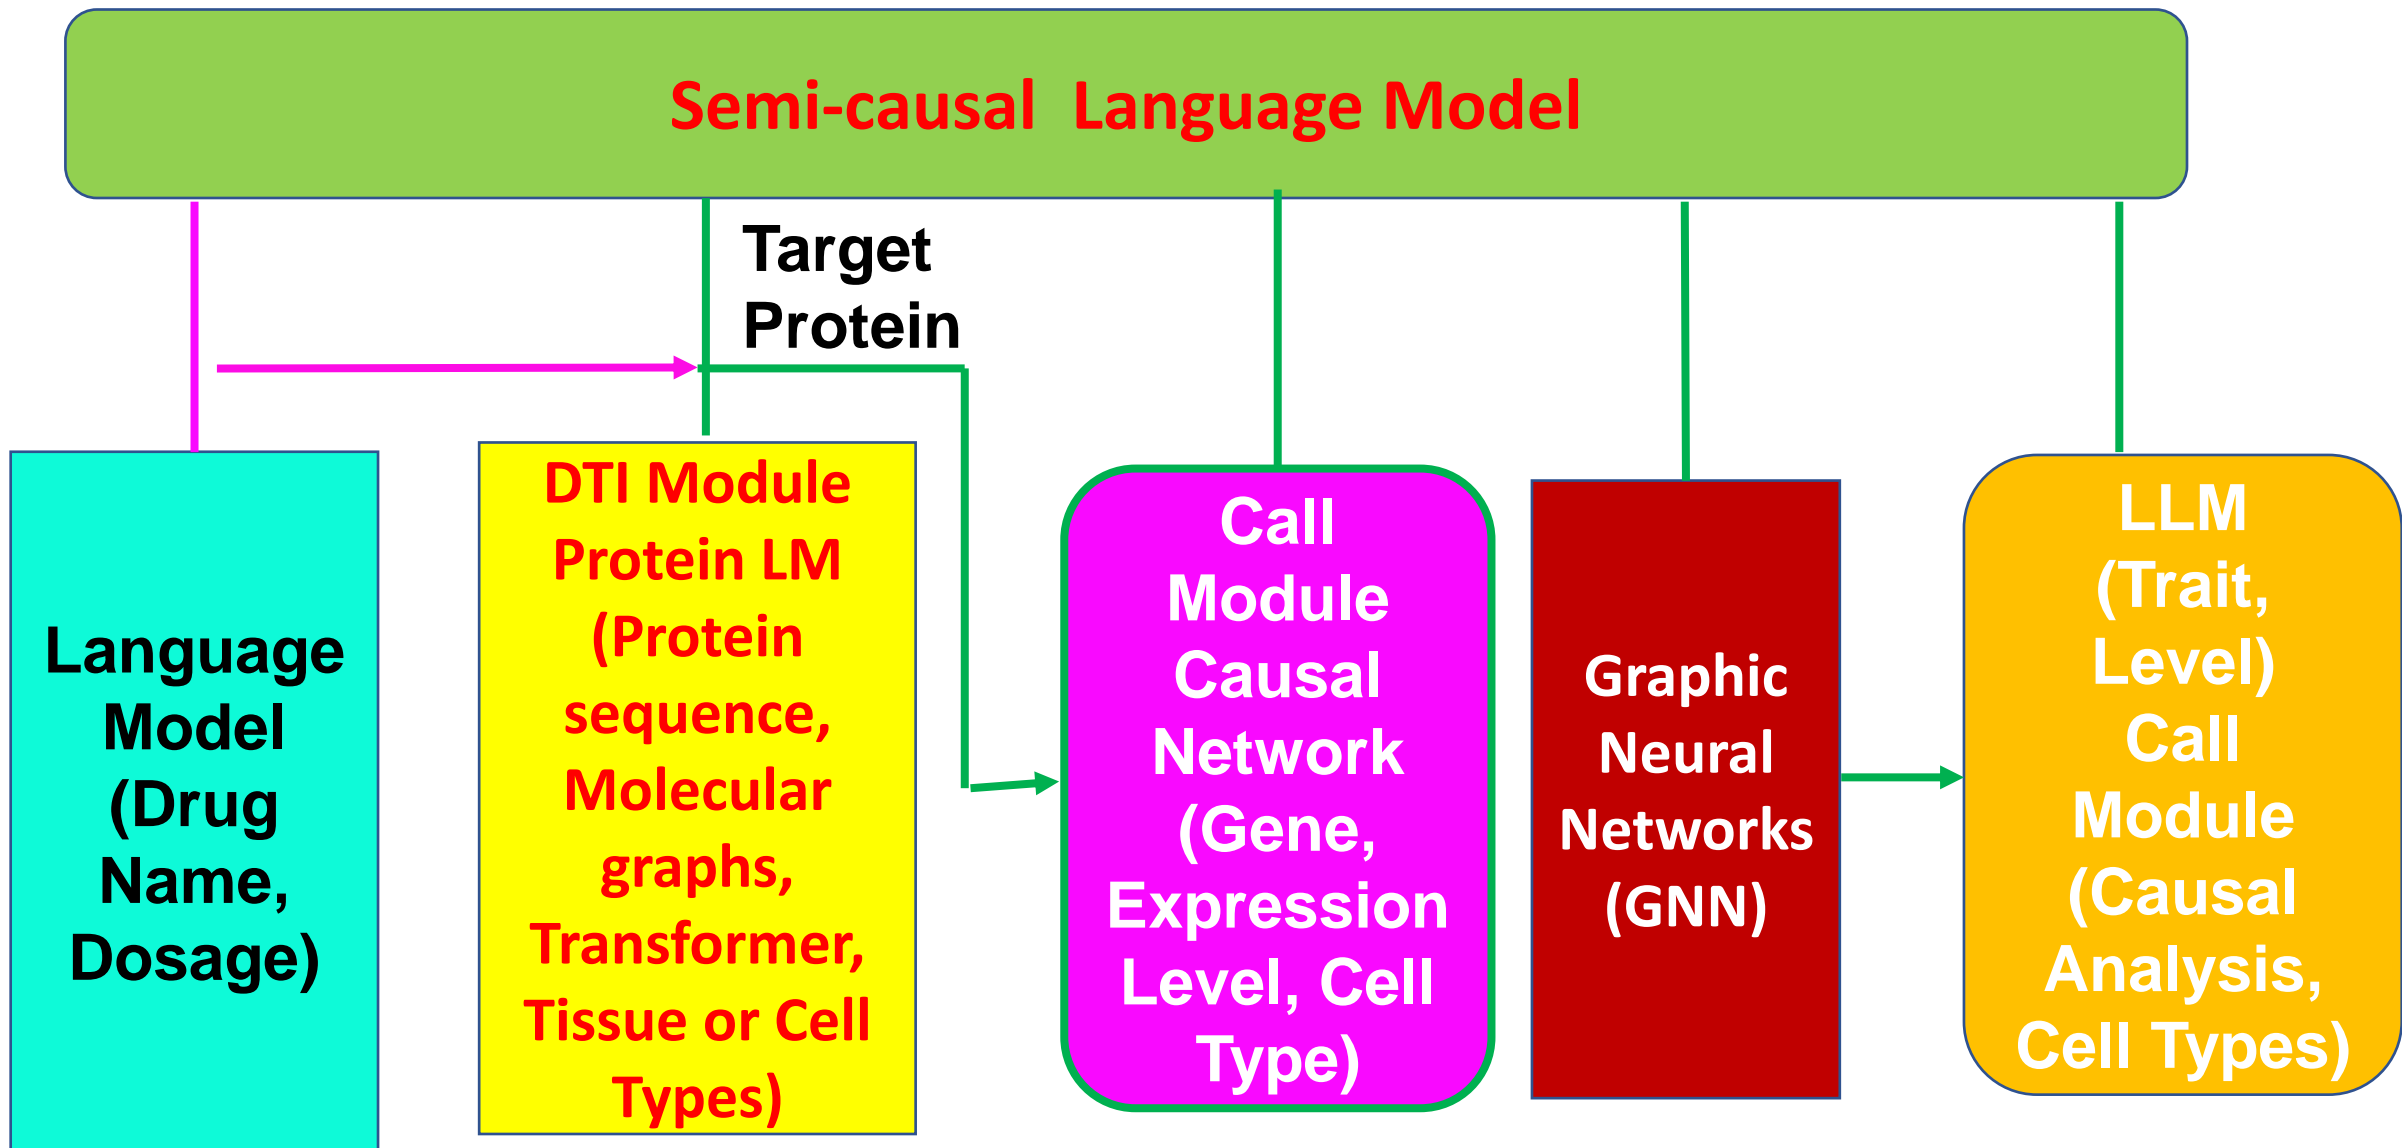 Semi-causal  Language Model
Target
Protein
Language
Model
(Drug
Name,
Dosage)
DTI Module
Protein LM
(Protein
sequence,
Molecular
graphs,
Transformer,
Tissue or Cell
Types)
Call
Module
Causal
Network
(Gene,
Expression
Level, Cell
Type)
Graphic
Neural
Networks
(GNN)
LLM
(Trait,
Level)
Call
Module
(Causal
Analysis,
Cell Types)